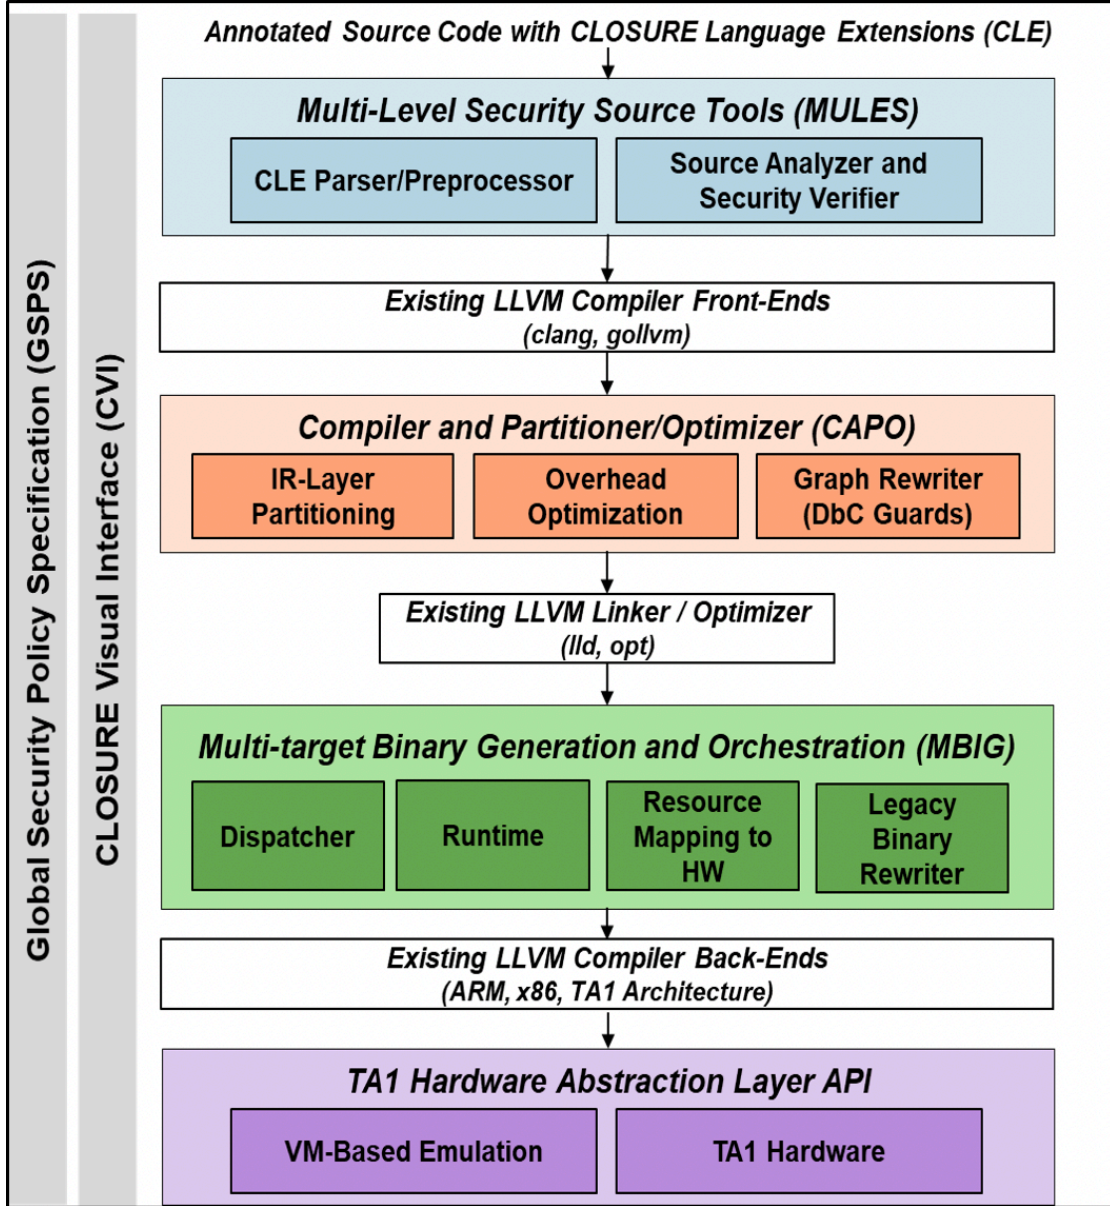 Global Security Policy Specification (GSPS)
CLOSURE Visual Interface (CVI)
Annotated Source Code with CLOSURE Language Extensions (CLE)
Multi-Level Security Source Tools (MULES)
CLE Parser/Preprocessor
Source Analyzer and
Security Verifier
Existing LLVM Compiler Front-Ends
(clang, gollvm)
Compiler and Partitioner/Optimizer (CAPO)
IR-Layer
Partitioning
Overhead
Optimization
Graph Rewriter
(DbC Guards)
Existing LLVM Linker / Optimizer
(lld, opt)
Multi-target Binary Generation and Orchestration (MBIG)
Dispatcher
Runtime
Resource
Mapping to
HW
Legacy
Binary
Rewriter
Existing LLVM Compiler Back-Ends
(ARM, x86, TA1 Architecture)
TA1 Hardware Abstraction Layer API
VM-Based Emulation
TA1 Hardware